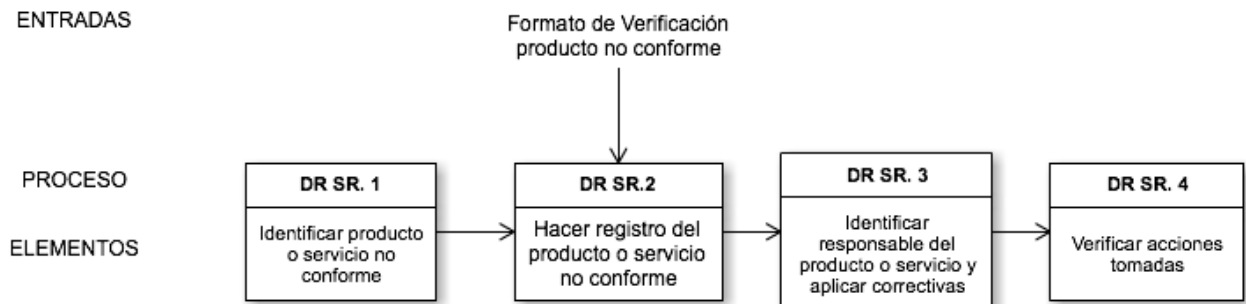 ENTRADAS
Formato de Verificación
producto no conforme
PROCESO
ELEMENTOS
DR SR. 1
Identificar producto
o servicio no
conforme
DR SR.2
Hacer registro del
producto o servicio
no conforme
DR SR. 3
Identificar
responsable del
producto o servicio y
aplicar correctivas
DR SR. 4
Verificar acciones
tomadas